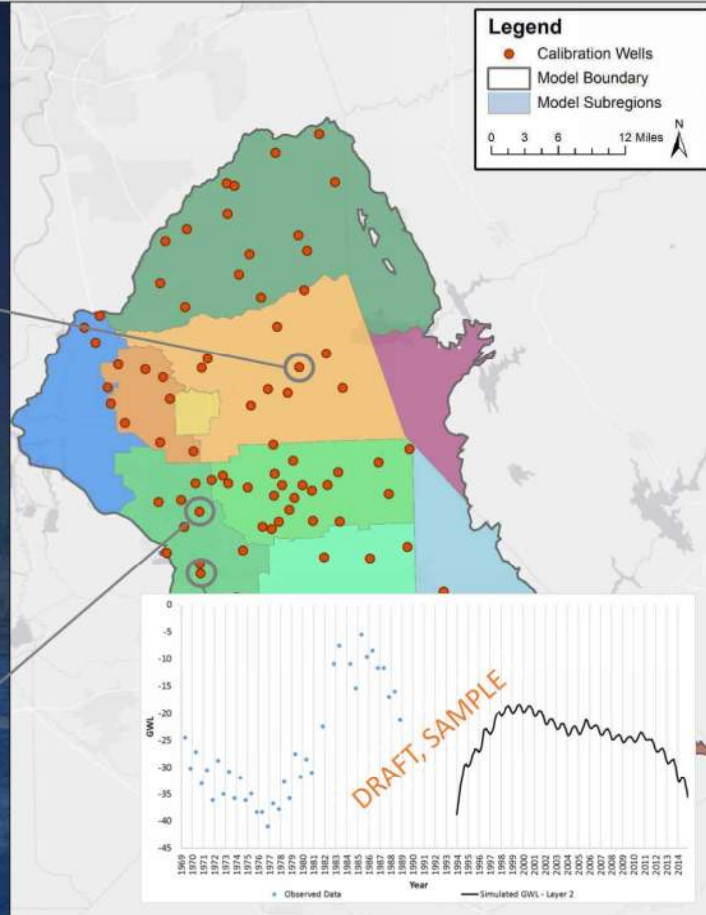 Legend
Calibration Wells
Model Boundary
Model Subregions
0 3 6 12 Miles
N
0
-5
-10
-15
-20
-25
-30
-35
-40
-45
GWL
DRAFT, SAMPLE
1969 1970 1971 1972 1973 1974 1975 1976 1977 1978 1979 1980 1981 1982 1983 1984 1985 1986 1987 1988 1989 1990 1991 1992 1993 1994 1995 1996 1997 1998 1999 2000 2001 2002 2003 2004 2005 2006 2007 2008 2009 2010 2011 2012 2013 2014
Year
Observed Data
Simulated GWL - Layer 2